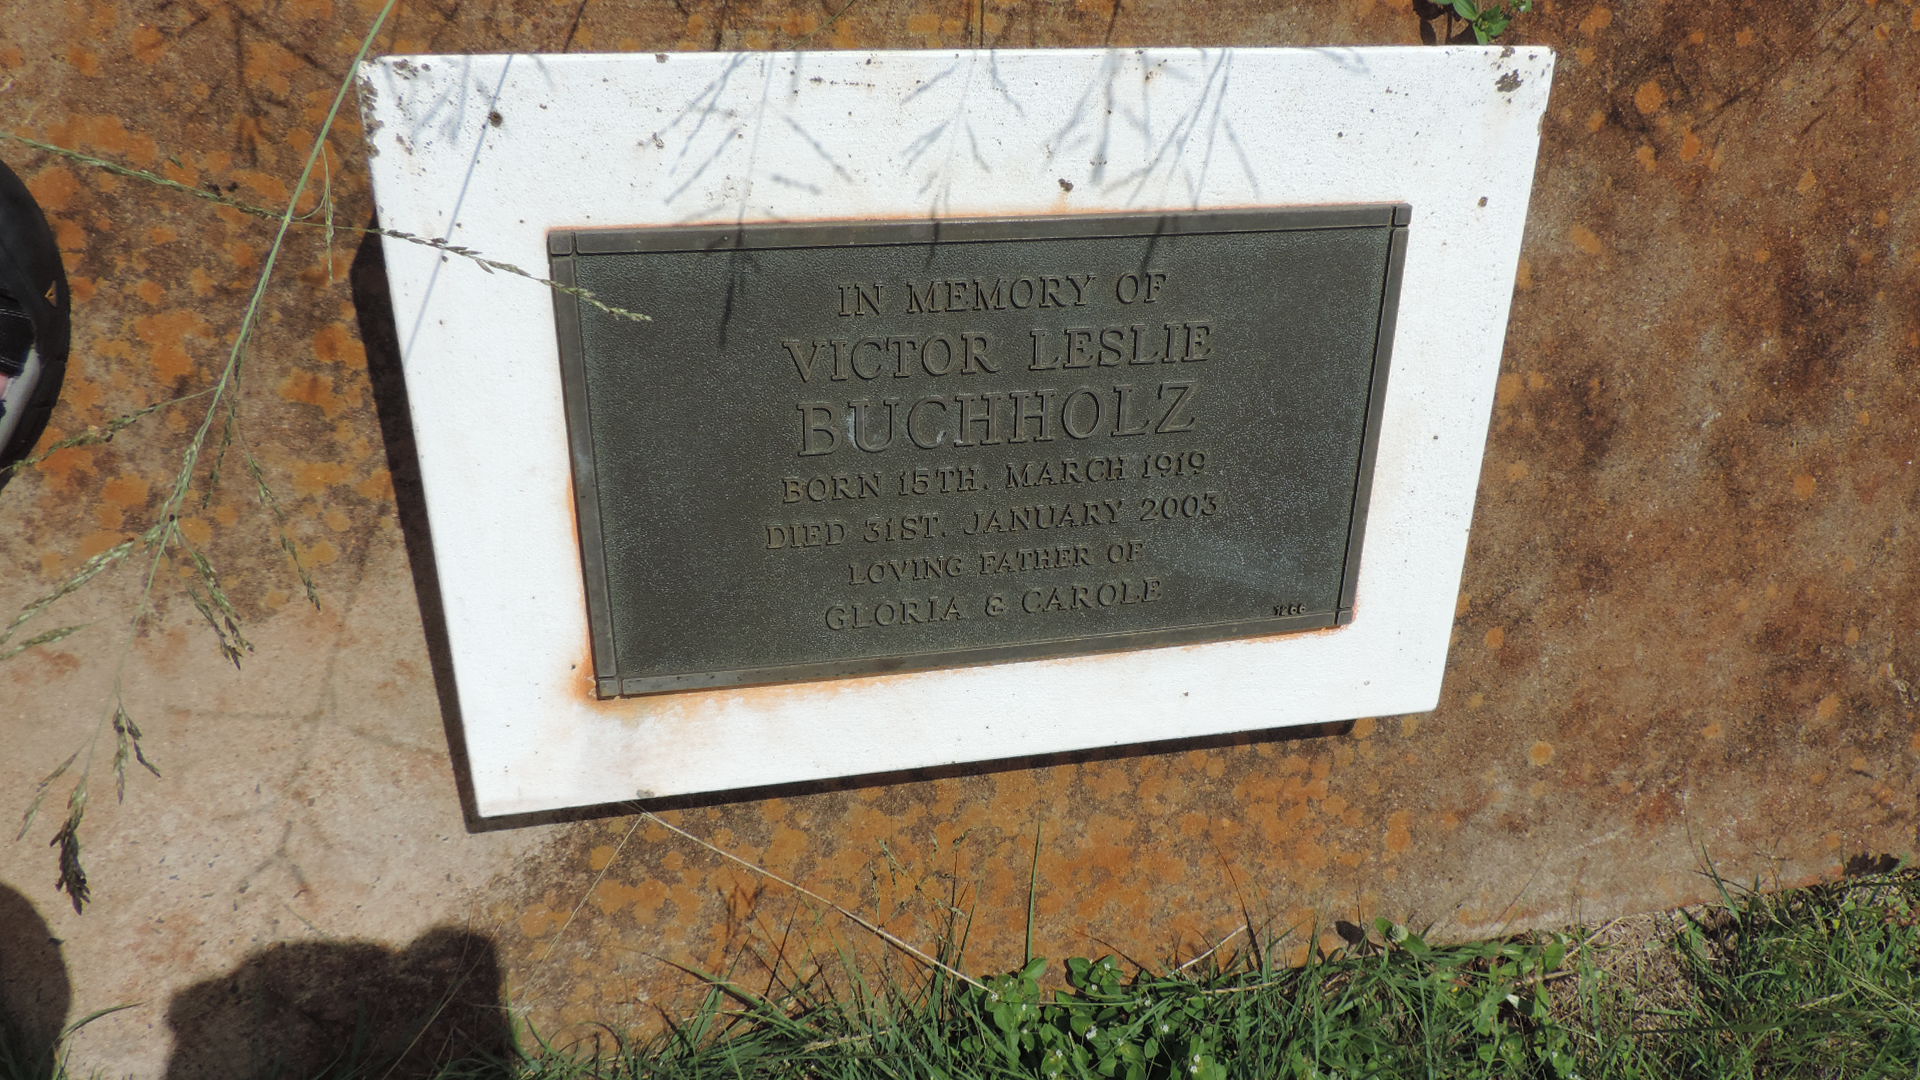 IN MEMORY OF
VICTOR LESLIE
BUCHHOLZ
BORN 15TH. MARCH 1919
DIED 31ST. JANUARY 2003
LOVING FATHER OF
GLORIA & CAROLE
1266